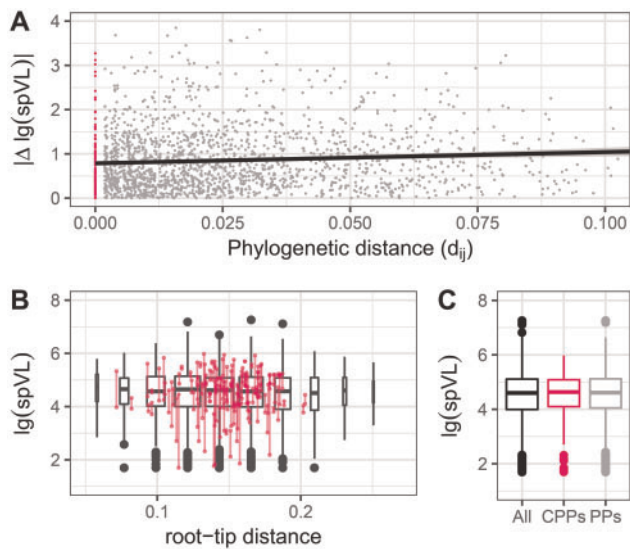 A
|Δ lg(spVL)|
4
3
2
1
0
0.000 0.025 0.050 0.075 0.100
Phylogenetic distance (dij)
B
lg(spVL)
8
6
4
2
0.1 0.2
root-tip distance
C
lg(spVL)
8
6
4
2
All CPPs PPs